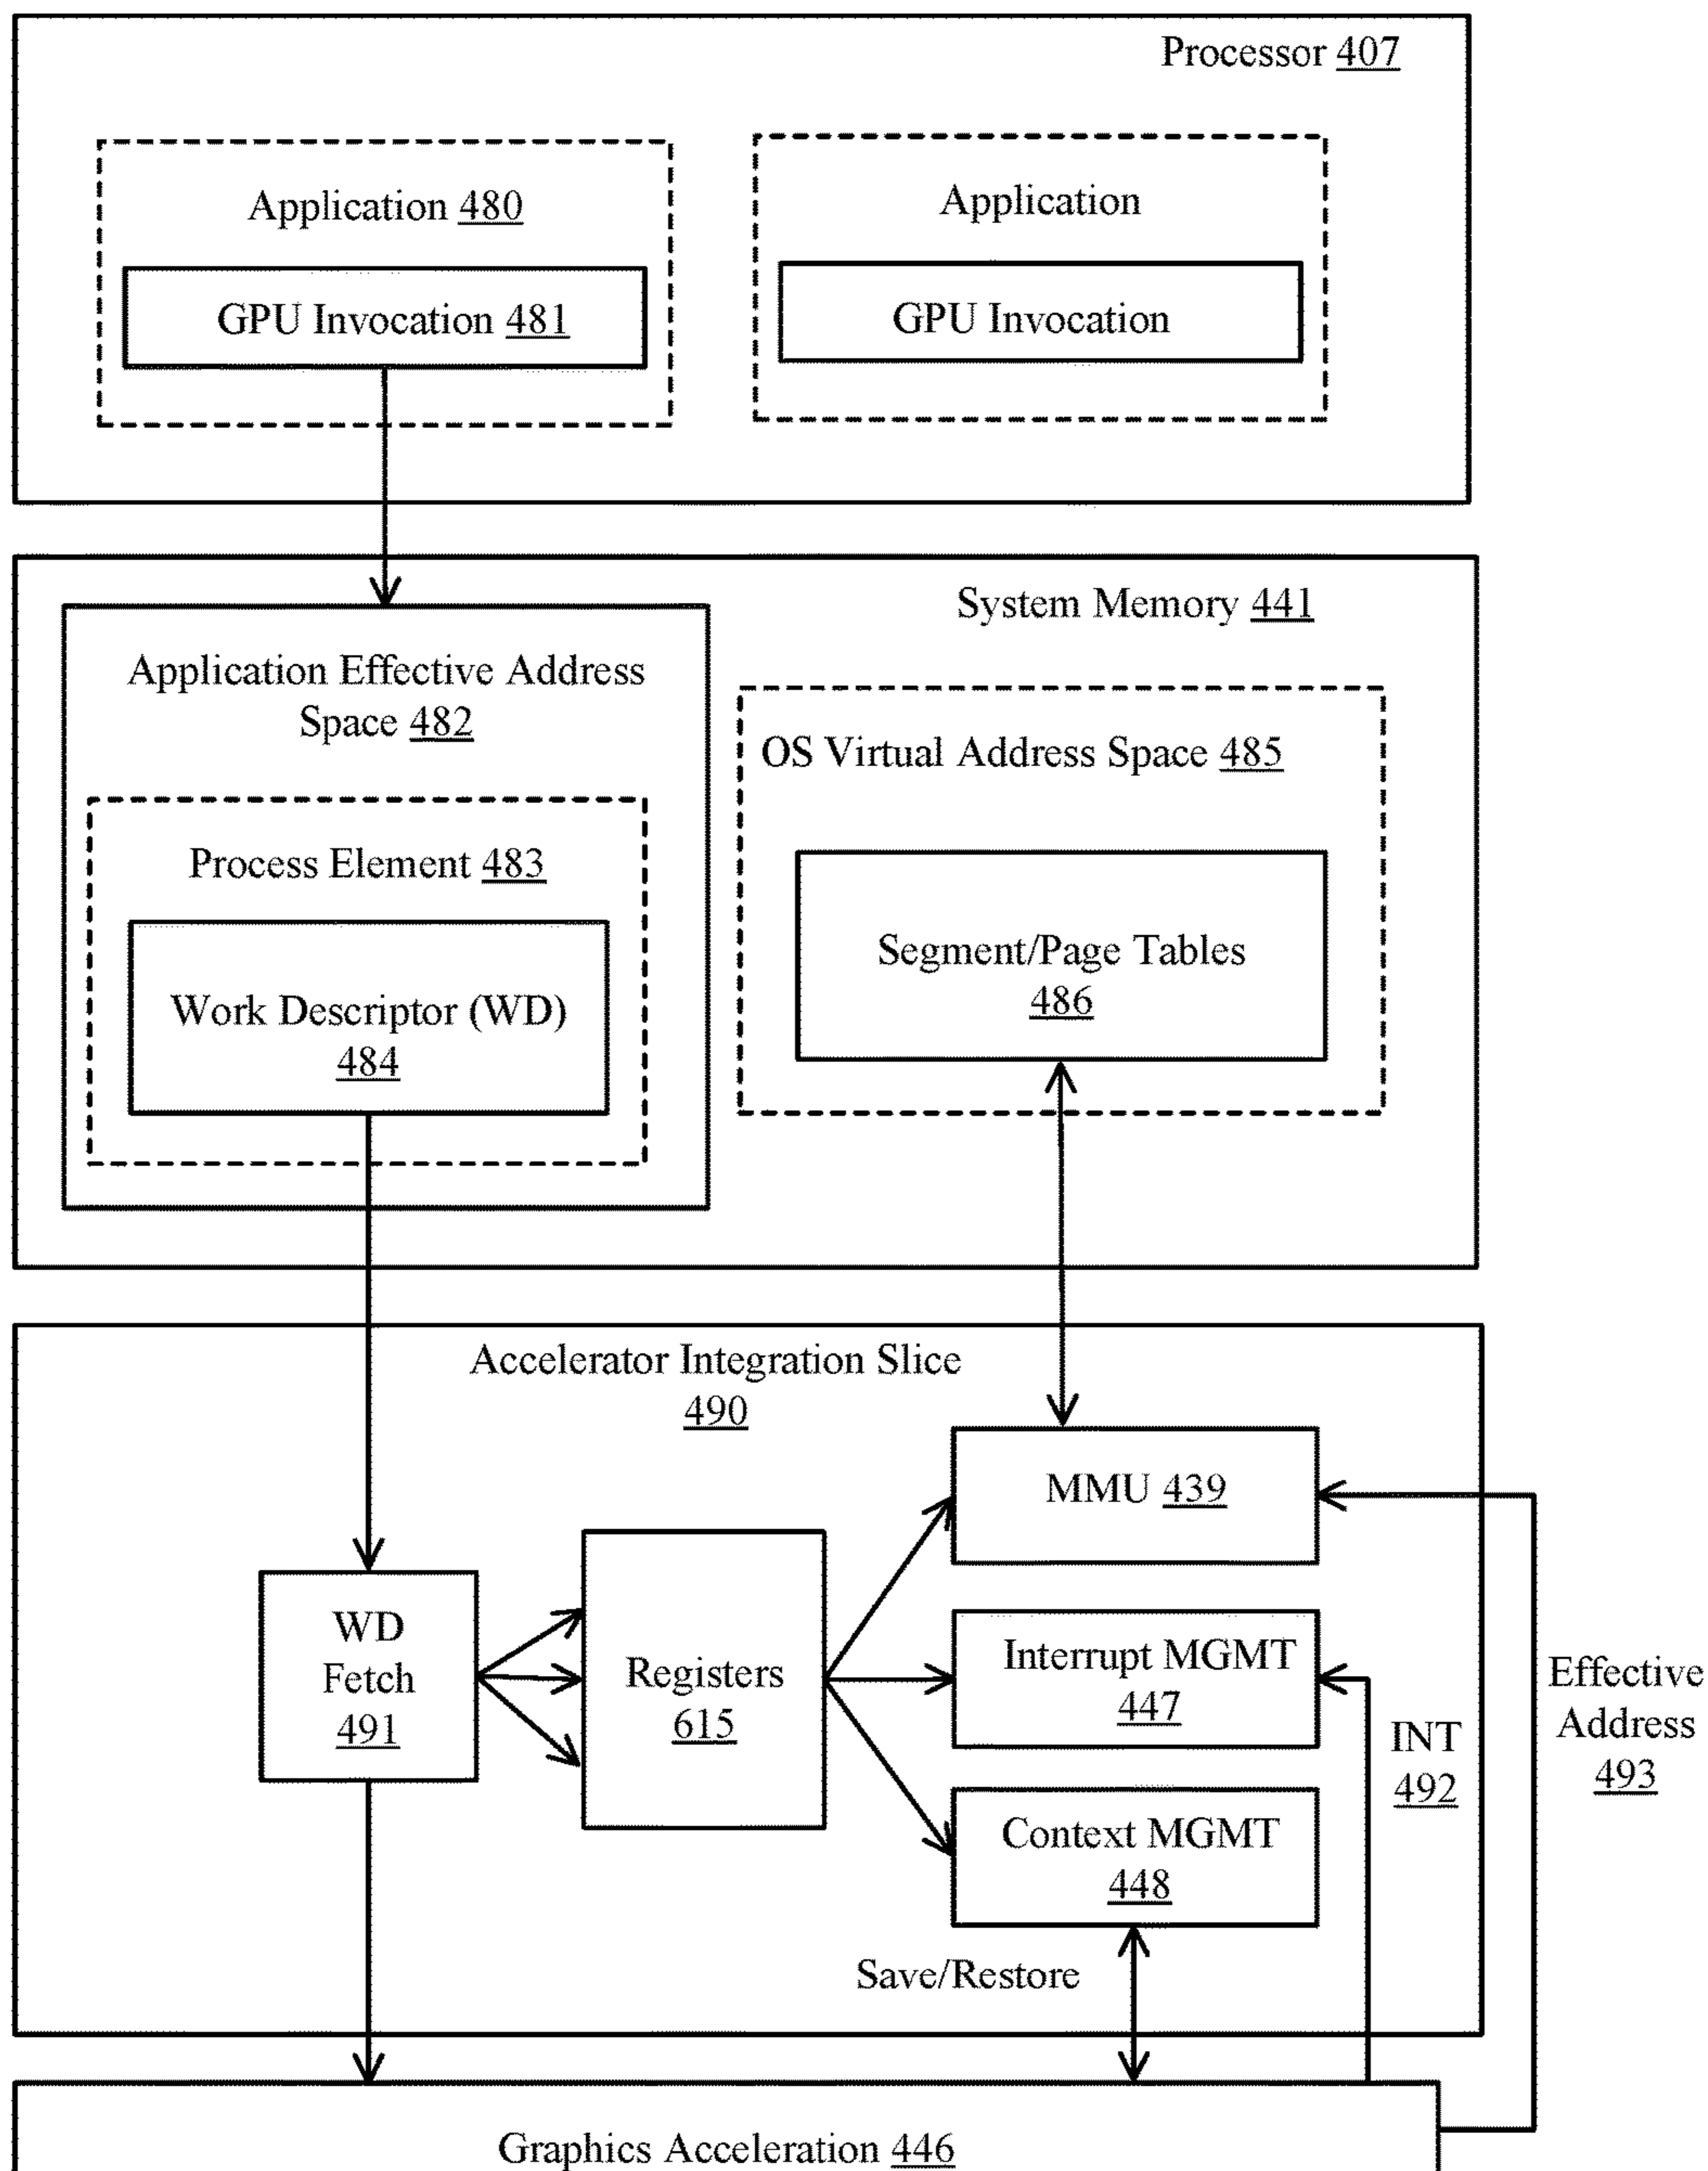 Processor 407
Application 480
GPU Invocation 481
Application
GPU Invocation
System Memory 441
Application Effective Address
Space 482
Process Element 483
Work Descriptor (WD)
484
OS Virtual Address Space 485
Segment/Page Tables
486
Accelerator Integration Slice
490
WD
Fetch
491
Registers
615
MMU 439
Interrupt MGMT
447
Context MGMT
448
Save/Restore
INT
492
Effective
Address
493
Graphics Acceleration 446